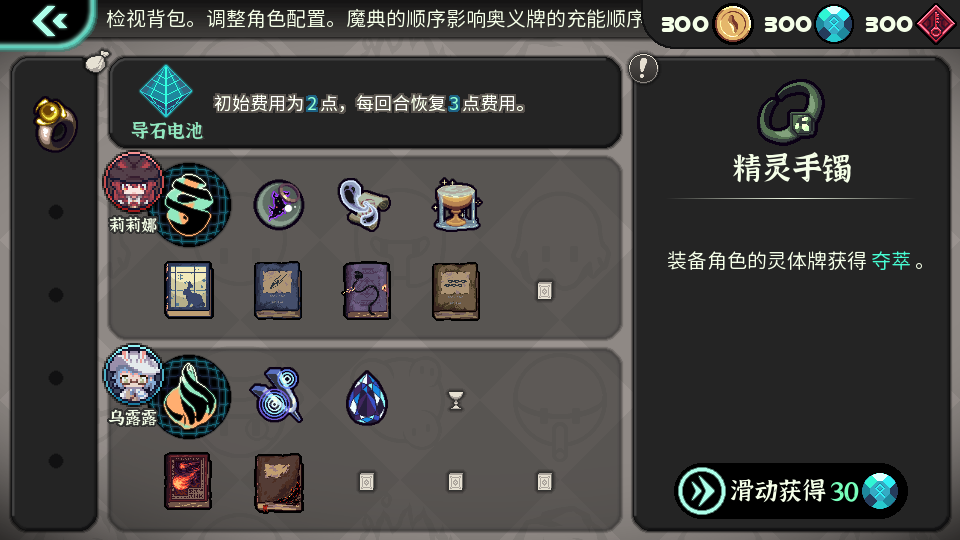 检视背包。调整角色配置。魔典的顺序影响奥义牌的充能顺序
300 300 300
初始费用为2点，每回合恢复3点费用。
导石电池
莉莉娜
乌露露
精灵手镯
装备角色的灵体牌获得 夺萃 。
滑动获得 30